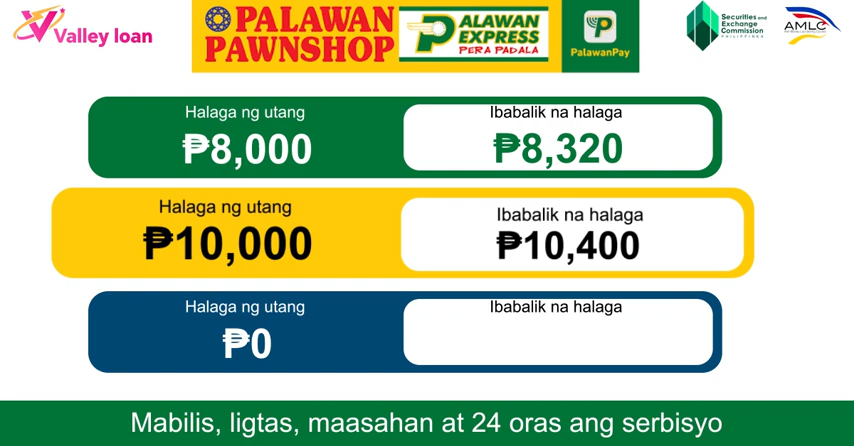 Valley loan
PALAWAN
PAWNSHOP
PALAWAN
EXPRESS
PERA PADALA
PalawanPay
Securities and
Exchange
Commission
PHILIPPINES
AMLC
Halaga ng utang
₱8,000
Ibabalik na halaga
₱8,320
Halaga ng utang
₱10,000
Ibabalik na halaga
₱10,400
Halaga ng utang
₱0
Ibabalik na halaga
Mabilis, ligtas, maasahan at 24 oras ang serbisyo